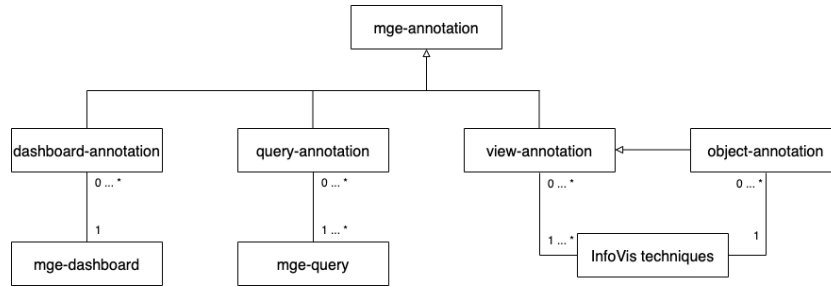 mge-annotation
dashboard-annotation
query-annotation
view-annotation
object-annotation
0 ... *
0 ... *
0 ... *
0 ... *
1
1 ... *
1 ... *
1
mge-dashboard
mge-query
InfoVis techniques